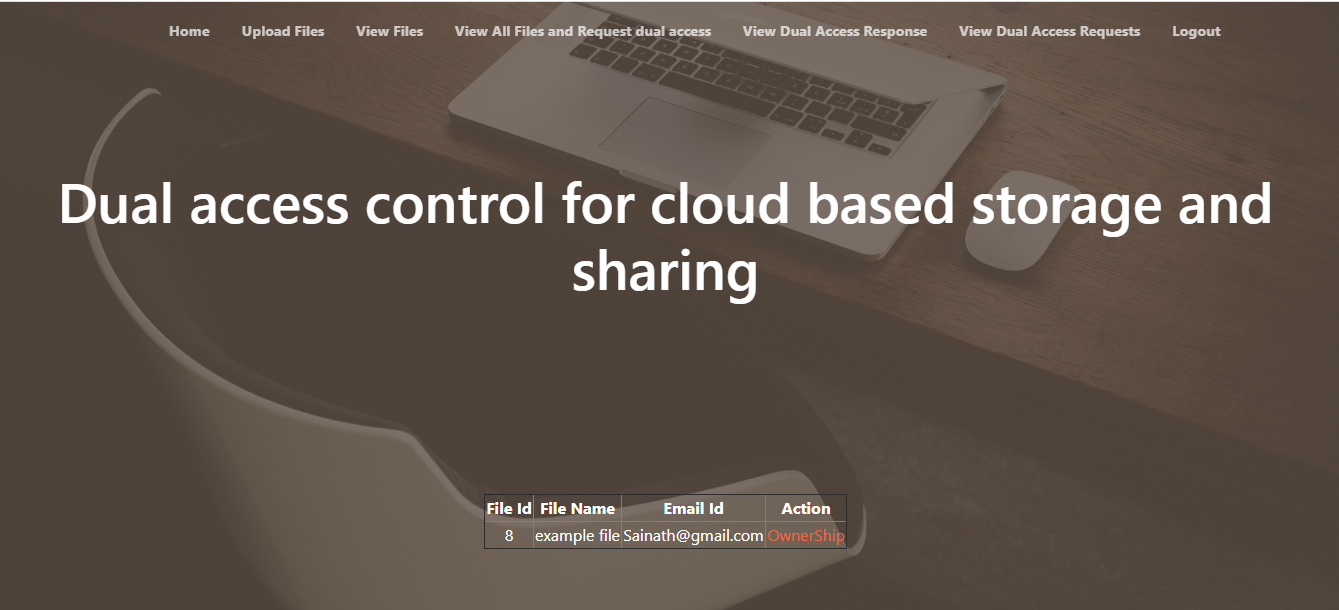 Home Upload Files View Files View All Files and Request dual access View Dual Access Response View Dual Access Requests Logout
Dual access control for cloud based storage and
sharing
File Id File Name Email Id Action
8 example file Sainath@gmail.com OwnerShip